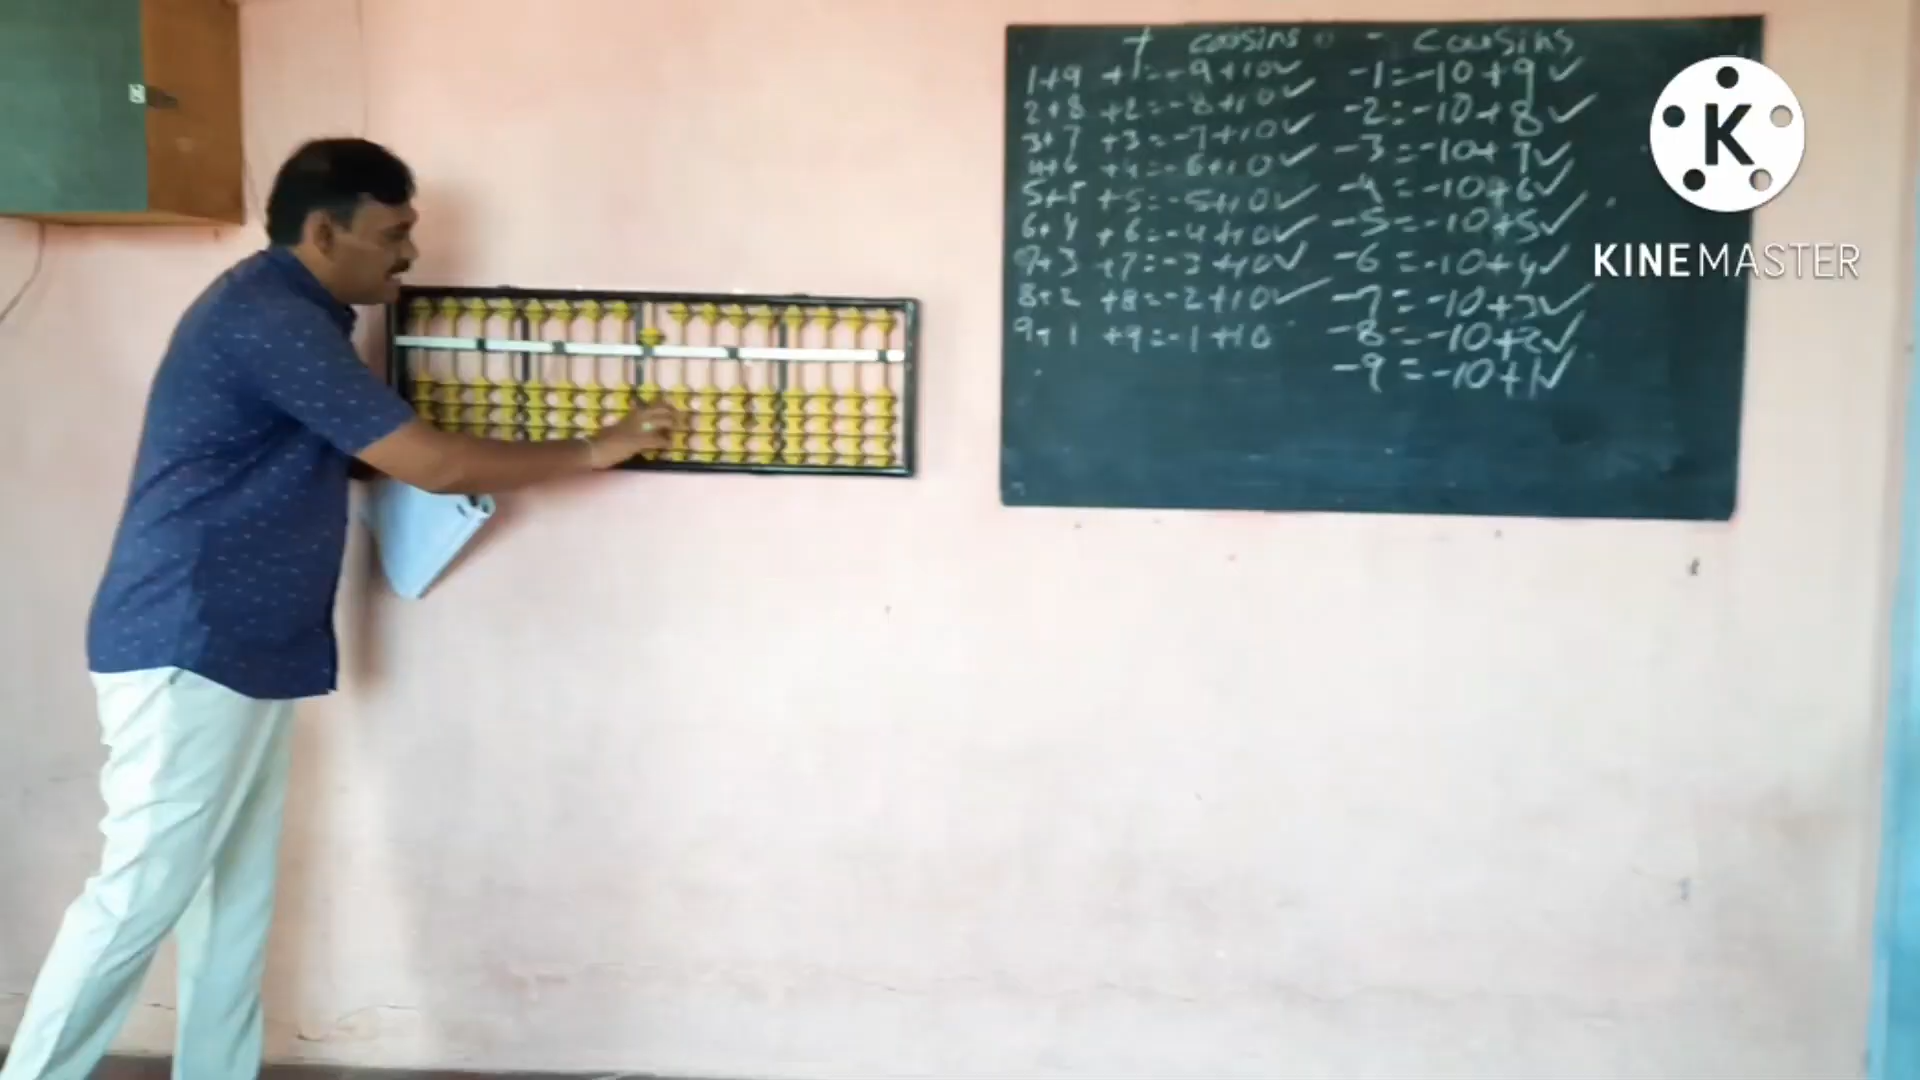 + cousins - Cousins
1+9 +1=-9+10✓ -1=-10+9✓
2+8 +2=-8+10✓ -2=-10+8✓
3+7 +3=-7+10✓ -3=-10+7✓
4+6 +4=-6+10✓ -4=-10+6✓
5+5 +5=-5+10✓ -5=-10+5✓
6+4 +6=-4+10✓ -6=-10+4✓
7+3 +7=-3+10✓ -7=-10+3✓
8+2 +8=-2+10✓ -8=-10+2✓
9+1 +9=-1+10 -9=-10+1✓
K
KINEMASTER